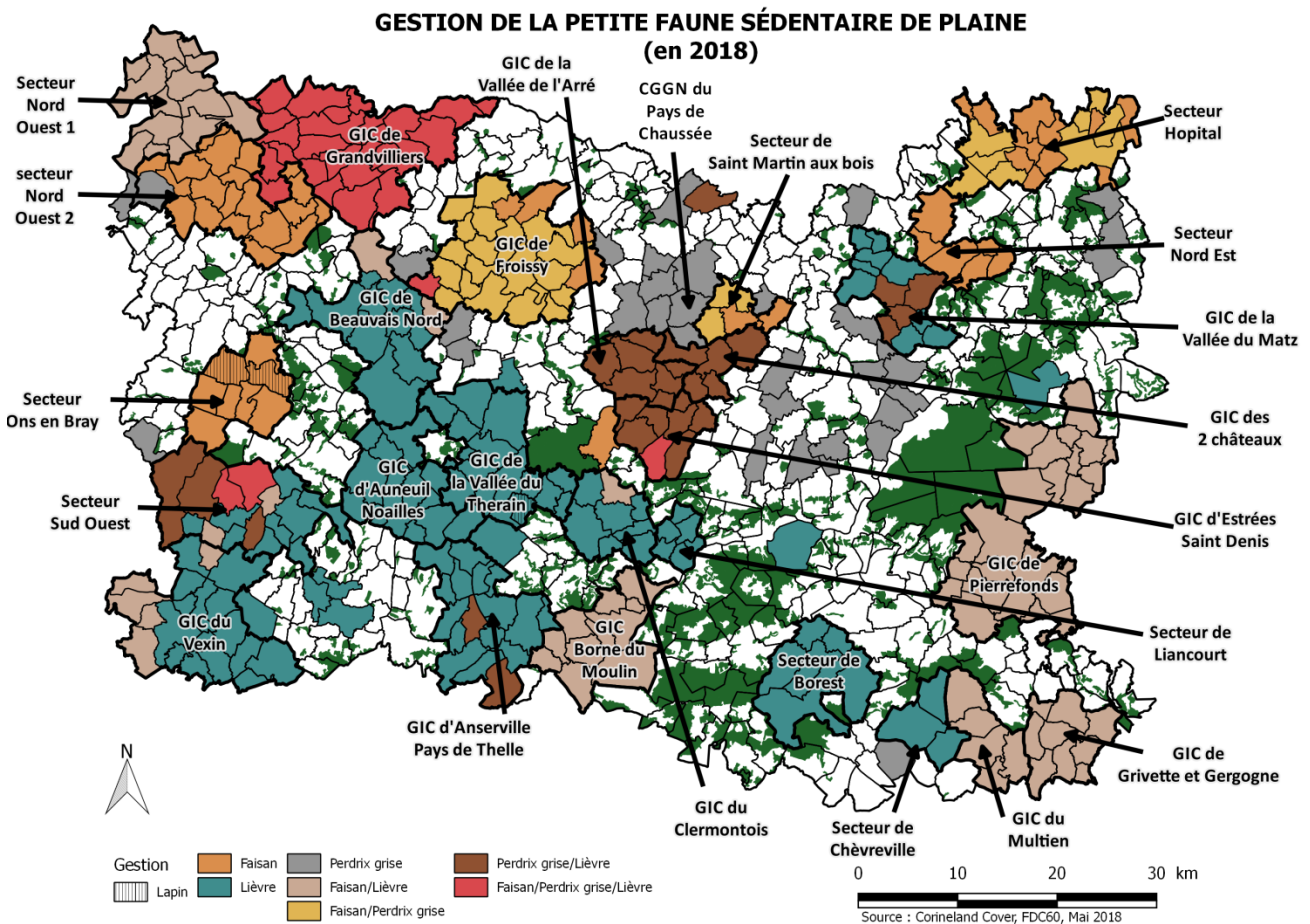 GESTION DE LA PETITE FAUNE SÉDENTAIRE DE PLAINE
(en 2018)
GIC de la
Vallée de l'Arré
CGGN du
Pays de
Chaussée
Secteur de
Saint Martin aux bois
Secteur
Nord
Ouest 1
secteur
Nord
Ouest 2
GIC de
Grandvilliers
Secteur
Hopital
Secteur
Nord Est
GIC de
Froissy
GIC de
Beauvais Nord
GIC de la
Vallée du Matz
Secteur
Ons en Bray
GIC des
2 châteaux
GIC
d'Auneuil
Noailles
GIC de
la Vallée du
Therain
Secteur
Sud Ouest
GIC d'Estrées
Saint Denis
GIC de
Pierrefonds
GIC du
Vexin
GIC
Borne du
Moulin
Secteur de
Borest
Secteur de
Liancourt
GIC d'Anserville
Pays de Thelle
GIC de
Grivette et Gergogne
GIC du
Clermontois
Secteur de
Chèvreville
GIC du
Multien
N
Gestion
Lapin
Faisan
Lièvre
Perdrix grise
Faisan/Lièvre
Faisan/Perdrix grise
Perdrix grise/Lièvre
Faisan/Perdrix grise/Lièvre
0 10 20 30 km
Source : Corineland Cover, FDC60, Mai 2018